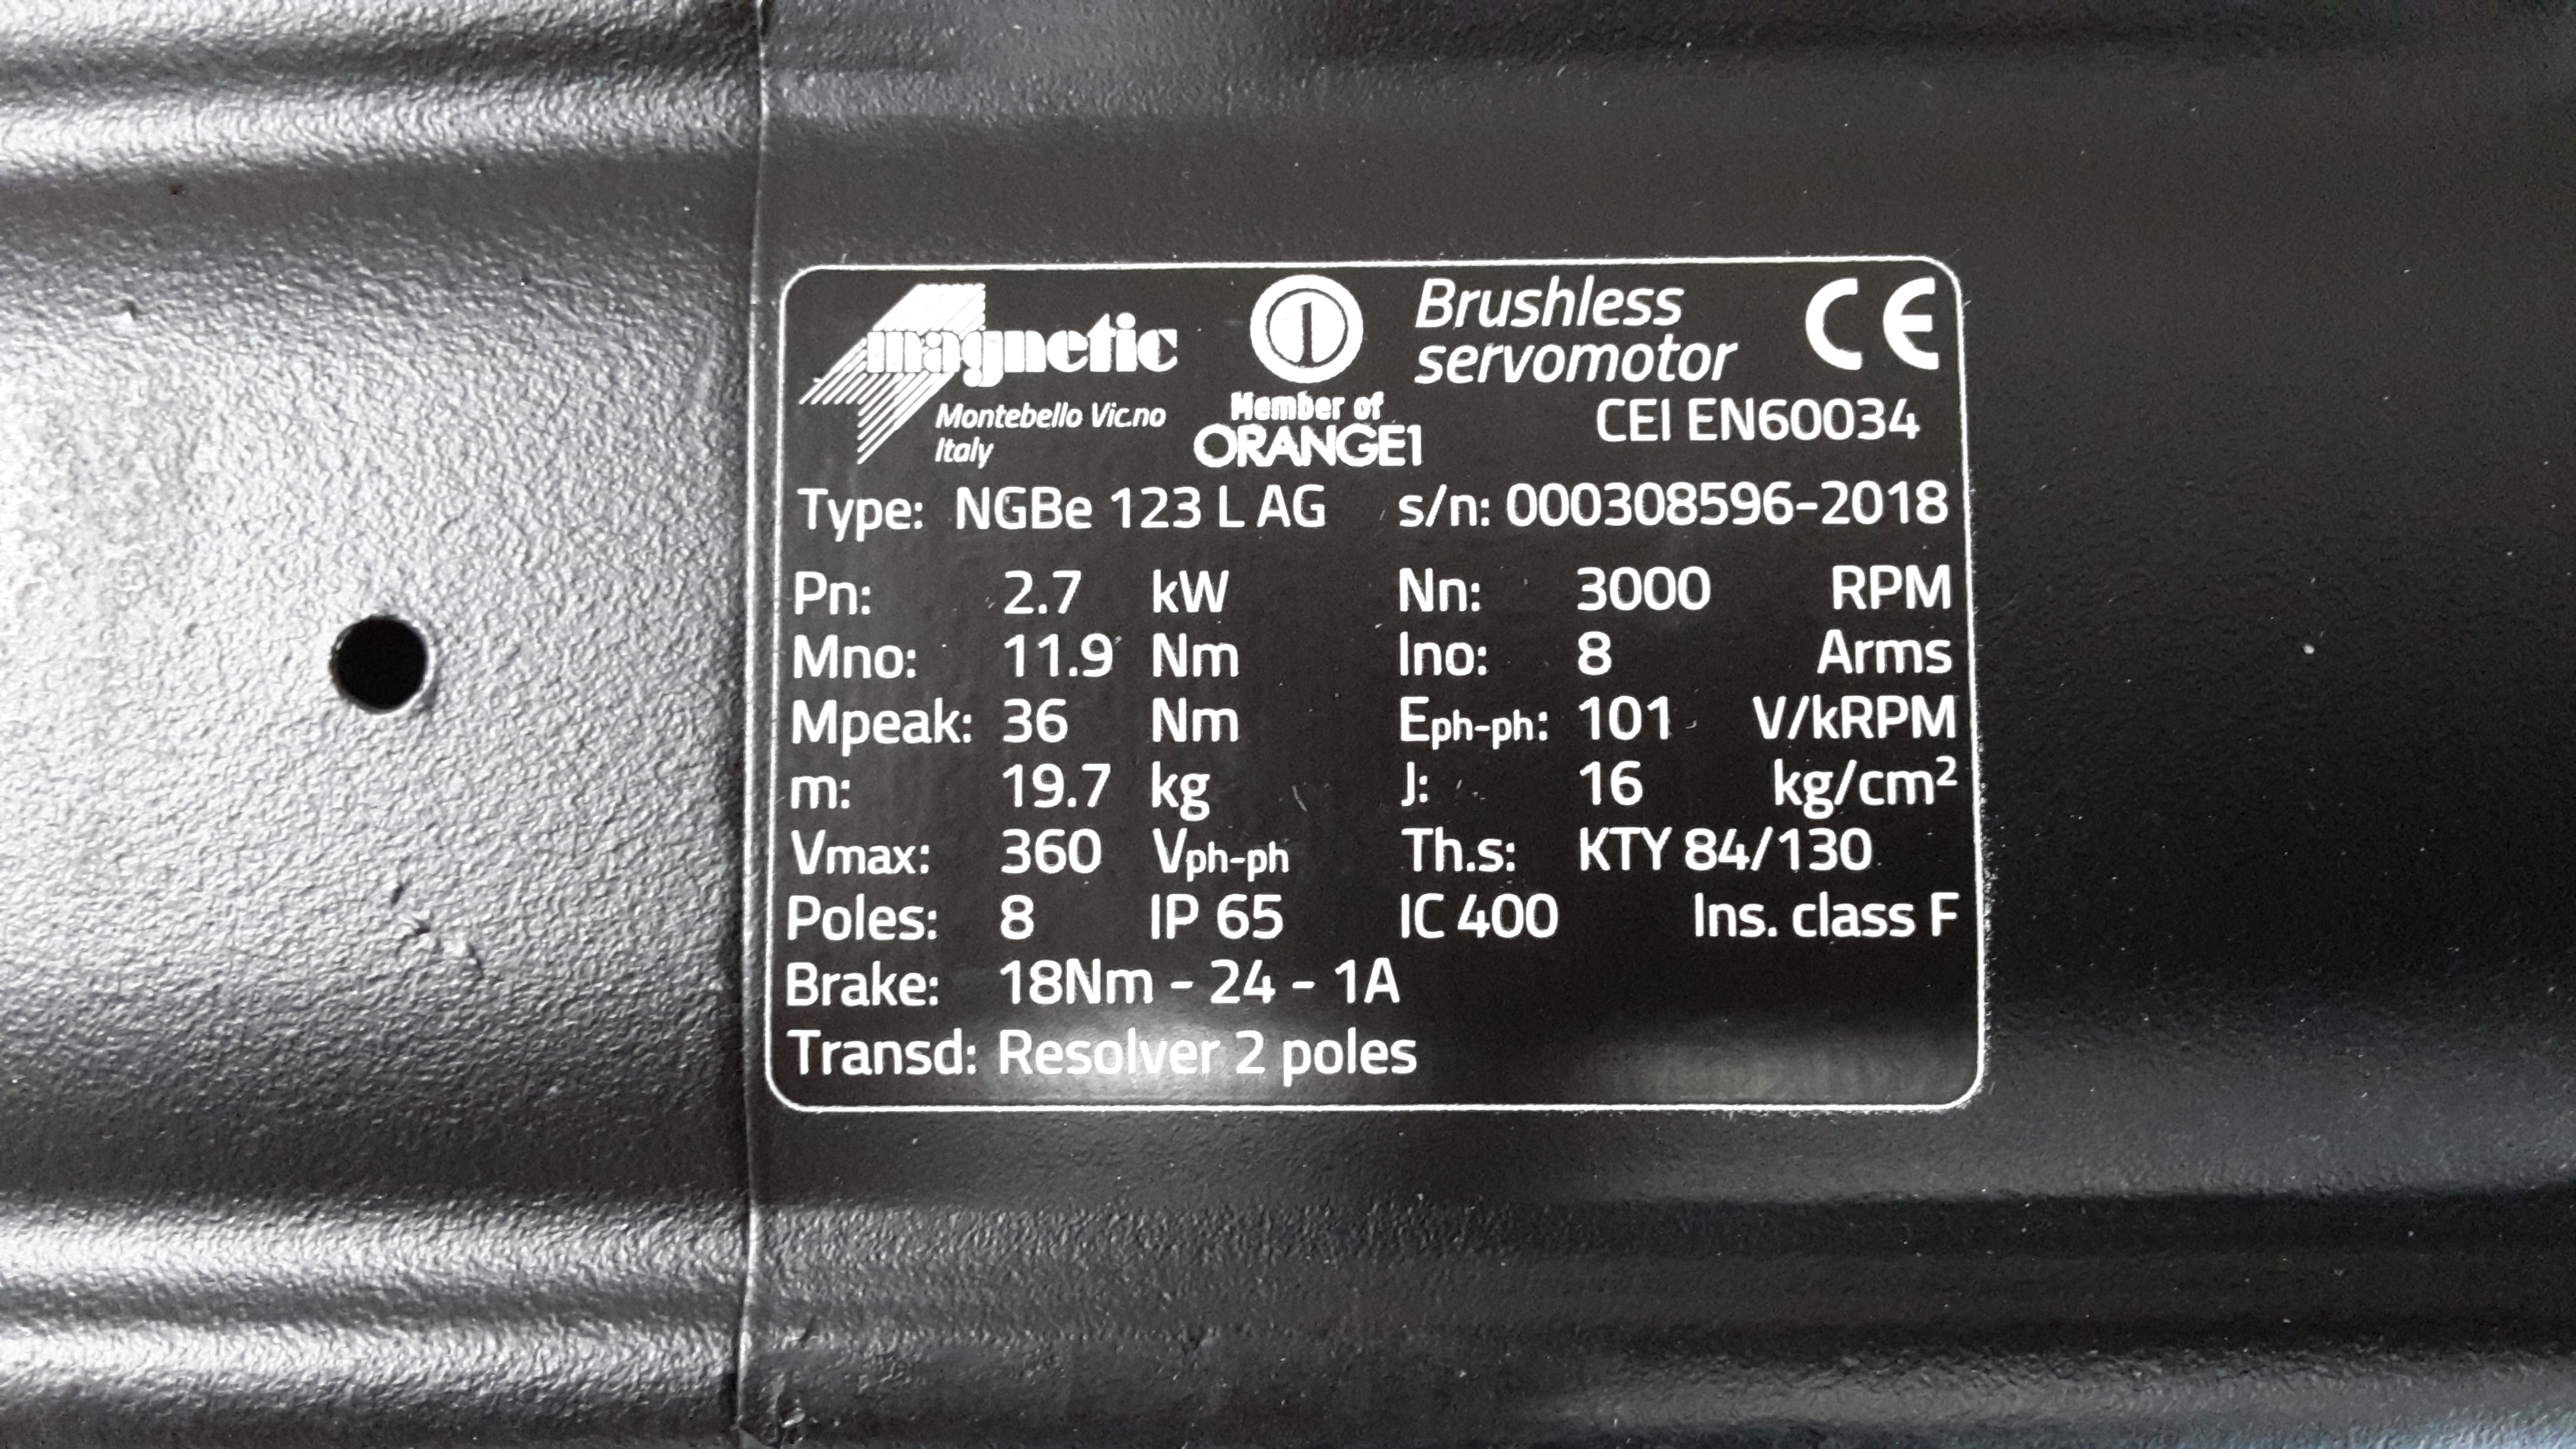 magnetic
Montebello Vic.no
Italy
1
Member of
ORANGE1
Brushless
servomotor
CE
CEI EN60034
Type: NGBe 123 L AG s/n: 000308596-2018
Pn: 2.7 kW Nn: 3000 RPM
Mno: 11.9 Nm Ino: 8 Arms
Mpeak: 36 Nm Eph-ph: 101 V/kRPM
m: 19.7 kg J: 16 kg/cm²
Vmax: 360 Vph-ph Th.s: KTY 84/130
Poles: 8 IP 65 IC 400 Ins. class F
Brake: 18Nm - 24 - 1A
Transd: Resolver 2 poles